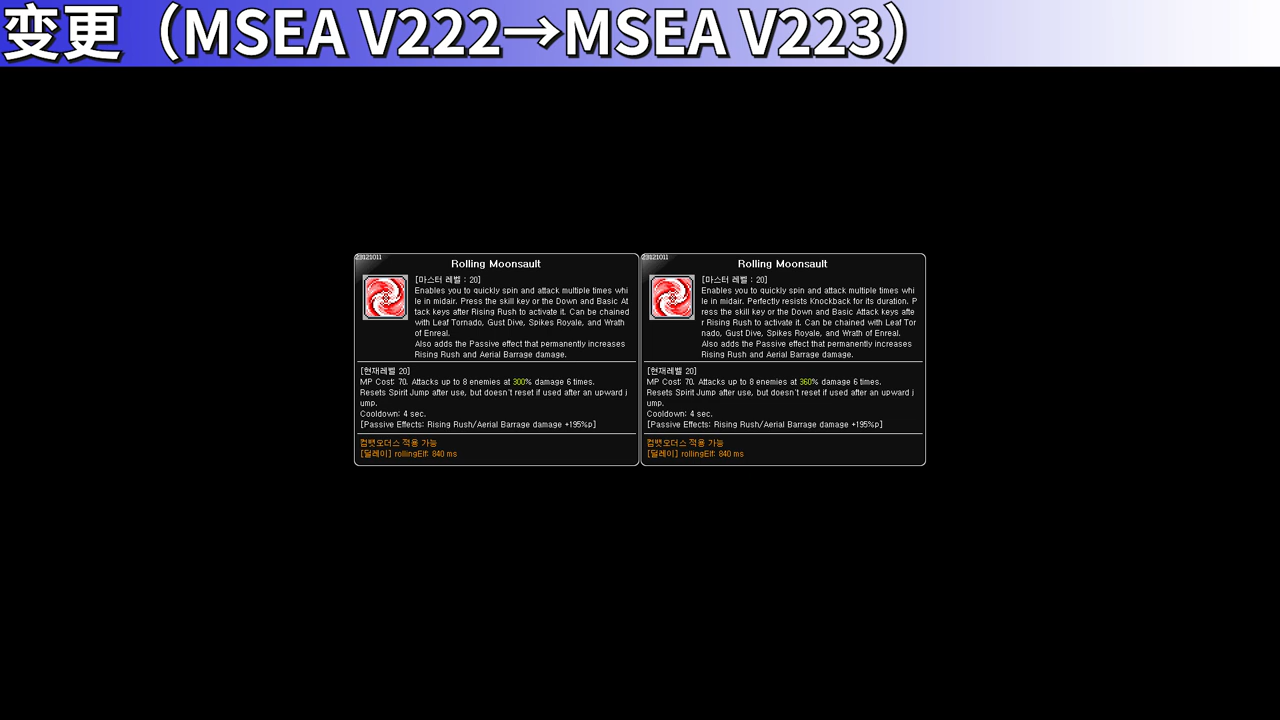 变更（MSEA V222→MSEA V223）
23121011
Rolling Moonsault
[마스터 레벨 : 20]
Enables you to quickly spin and attack multiple times whi
le in midair. Press the skill key or the Down and Basic At
tack keys after Rising Rush to activate it. Can be chained
with Leaf Tornado, Gust Dive, Spikes Royale, and Wrath
of Enreal.
Also adds the Passive effect that permanently increases
Rising Rush and Aerial Barrage damage.
[현재레벨 20]
MP Cost: 70. Attacks up to 8 enemies at 300% damage 6 times.
Resets Spirit Jump after use, but doesn't reset if used after an upward j
ump.
Cooldown: 4 sec.
[Passive Effects: Rising Rush/Aerial Barrage damage +195%p]
컴뱃오더스 적용 가능
[딜레이] rollingElf: 840 ms
23121011
Rolling Moonsault
[마스터 레벨 : 20]
Enables you to quickly spin and attack multiple times whi
le in midair. Perfectly resists Knockback for its duration. P
ress the skill key or the Down and Basic Attack keys afte
r Rising Rush to activate it. Can be chained with Leaf Tor
nado, Gust Dive, Spikes Royale, and Wrath of Enreal.
Also adds the Passive effect that permanently increases
Rising Rush and Aerial Barrage damage.
[현재레벨 20]
MP Cost: 70. Attacks up to 8 enemies at 360% damage 6 times.
Resets Spirit Jump after use, but doesn't reset if used after an upward j
ump.
Cooldown: 4 sec.
[Passive Effects: Rising Rush/Aerial Barrage damage +195%p]
컴뱃오더스 적용 가능
[딜레이] rollingElf: 840 ms